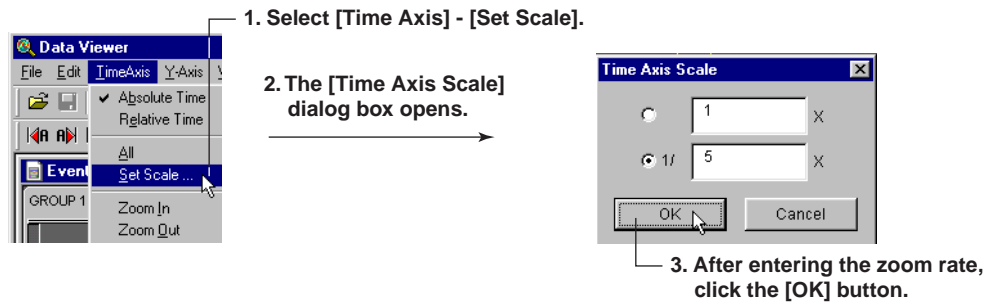 1. Select [Time Axis] - [Set Scale].
Data Viewer
File Edit TimeAxis Y-Axis
Absolute Time
Relative Time
All
Set Scale ...
Zoom In
Zoom Out
Event
GROUP 1
2. The [Time Axis Scale]
dialog box opens.
Time Axis Scale
1 X
1/ 5 X
OK Cancel
3. After entering the zoom rate,
click the [OK] button.